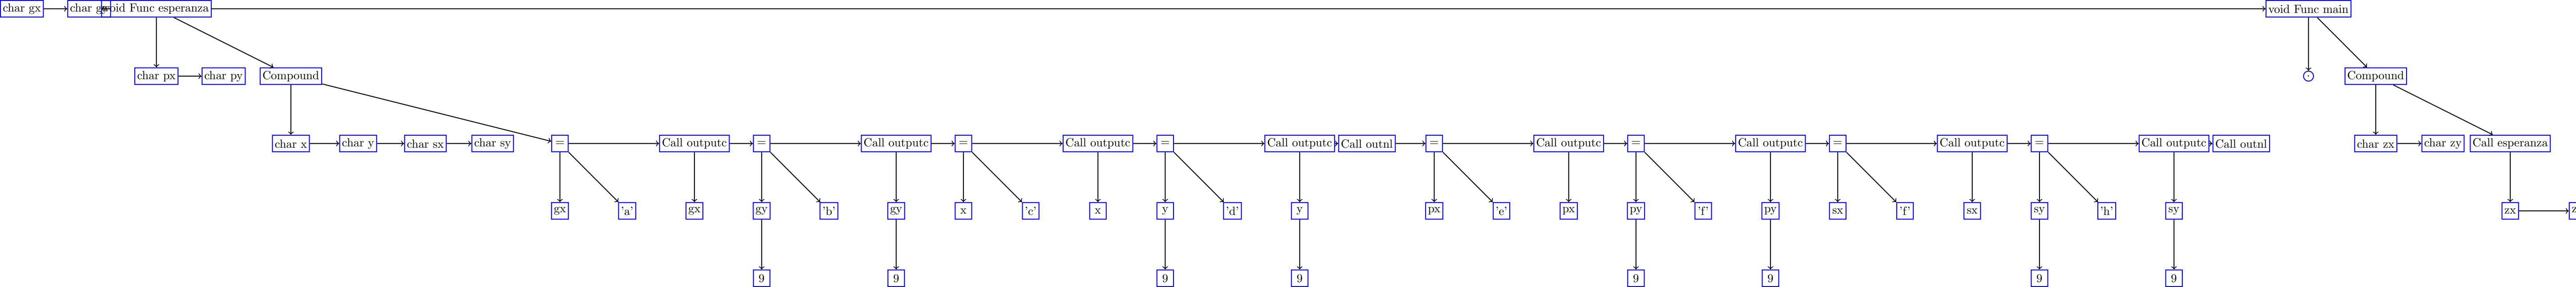 char gx char gy void Func esperanza void Func main
char px char py Compound · Compound
char x char y char sx char sy = Call outputc = Call outputc = Call outputc = Call outputc Call outnl = Call outputc = Call outputc = Call outputc = Call outputc Call outnl char zx char zy Call esperanza
gx 'a' gx gy 'b' gy x 'c' x y 'd' y px 'e' px py 'f' py sx 'f' sx sy 'h' sy zx
9 9 9 9 9 9 9 9